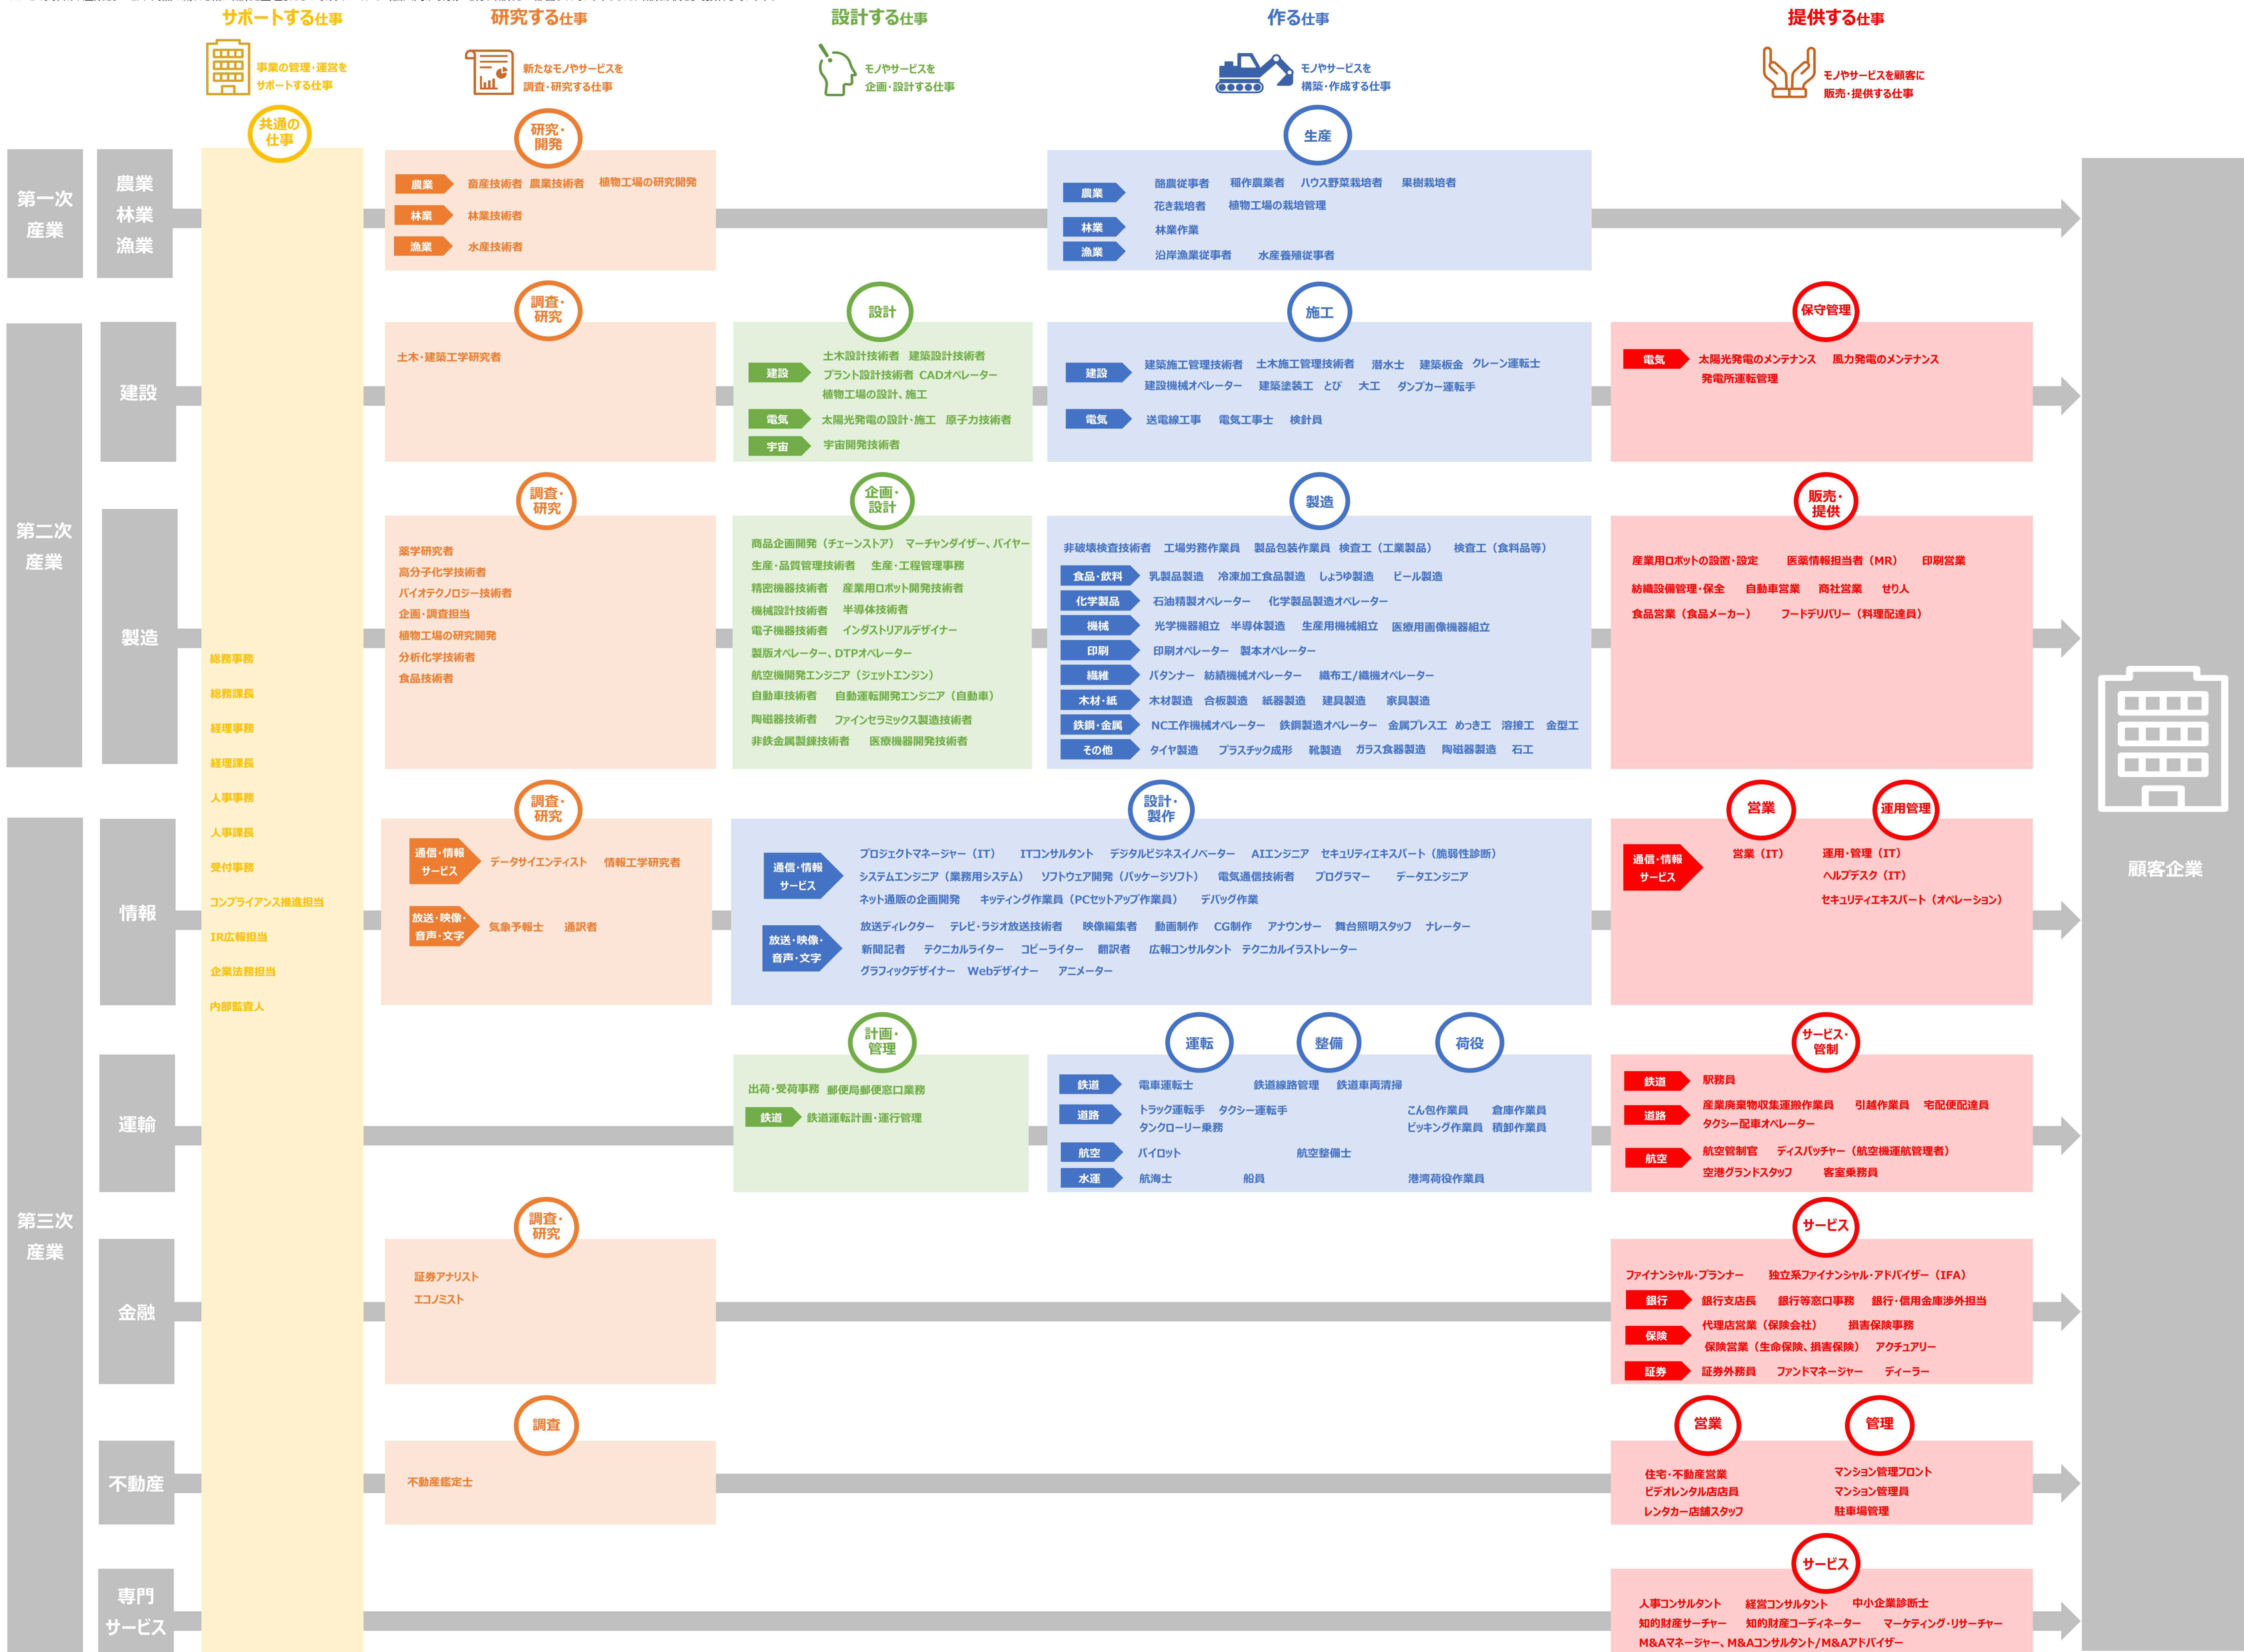 サポートする仕事
研究する仕事
設計する仕事
作る仕事
提供する仕事
事業の管理・運営を
サポートする仕事
新たなモノやサービスを
調査・研究する仕事
モノやサービスを
企画・設計する仕事
モノやサービスを
構築・作成する仕事
モノやサービスを顧客に
販売・提供する仕事
共通の
仕事
総務事務
総務課長
経理事務
経理課長
人事事務
人事課長
受付事務
コンプライアンス推進担当
IR広報担当
企業法務担当
内部監査人
第一次
産業
農業
林業
漁業
研究・
開発
農業 畜産技術者 農業技術者 植物工場の研究開発
林業 林業技術者
漁業 水産技術者
生産
農業 酪農従事者 稲作農業者 ハウス野菜栽培者 果樹栽培者
花き栽培者 植物工場の栽培管理
林業 林業作業
漁業 沿岸漁業従事者 水産養殖従事者
第二次
産業
建設
調査・
研究
土木・建築工学研究者
設計
建設 土木設計技術者 建築設計技術者
プラント設計技術者 CADオペレーター
植物工場の設計、施工
電気 太陽光発電の設計・施工 原子力技術者
宇宙 宇宙開発技術者
施工
建設 建築施工管理技術者 土木施工管理技術者 潜水士 建築板金 クレーン運転士
建設機械オペレーター 建築塗装工 とび 大工 ダンプカー運転手
電気 送電線工事 電気工事士 検針員
保守管理
電気 太陽光発電のメンテナンス 風力発電のメンテナンス
発電所運転管理
製造
調査・
研究
薬学研究者
高分子化学技術者
バイオテクノロジー技術者
企画・調査担当
植物工場の研究開発
分析化学技術者
食品技術者
企画・
設計
商品企画開発（チェーンストア） マーチャンダイザー、バイヤー
生産・品質管理技術者 生産・工程管理事務
精密機器技術者 産業用ロボット開発技術者
機械設計技術者 半導体技術者
電子機器技術者 インダストリアルデザイナー
製版オペレーター、DTPオペレーター
航空機開発エンジニア（ジェットエンジン）
自動車技術者 自動運転開発エンジニア（自動車）
陶磁器技術者 ファインセラミックス製造技術者
非鉄金属製錬技術者 医療機器開発技術者
製造
非破壊検査技術者 工場労務作業員 製品包装作業員 検査工（工業製品） 検査工（食料品等）
食品・飲料 乳製品製造 冷凍加工食品製造 しょうゆ製造 ビール製造
化学製品 石油精製オペレーター 化学製品製造オペレーター
機械 光学機器組立 半導体製造 生産用機械組立 医療用画像機器組立
印刷 印刷オペレーター 製本オペレーター
繊維 パタンナー 紡績機械オペレーター 織布工/織機オペレーター
木材・紙 木材製造 合板製造 紙器製造 建具製造 家具製造
鉄鋼・金属 NC工作機械オペレーター 鉄鋼製造オペレーター 金属プレス工 めっき工 溶接工 金型工
その他 タイヤ製造 プラスチック成形 靴製造 ガラス食器製造 陶磁器製造 石工
販売・
提供
産業用ロボットの設置・設定 医薬情報担当者（MR） 印刷営業
紡織設備管理・保全 自動車営業 商社営業 せり人
食品営業（食品メーカー） フードデリバリー（料理配達員）
第三次
産業
情報
調査・
研究
通信・情報
サービス
データサイエンティスト 情報工学研究者
放送・映像・
音声・文字
気象予報士 通訳者
設計・
製作
通信・情報
サービス
プロジェクトマネージャー（IT） ITコンサルタント デジタルビジネスイノベーター AIエンジニア セキュリティエキスパート（脆弱性診断）
システムエンジニア（業務用システム） ソフトウェア開発（パッケージソフト） 電気通信技術者 プログラマー データエンジニア
ネット通販の企画開発 キッティング作業員（PCセットアップ作業員） デバッグ作業
放送・映像・
音声・文字
放送ディレクター テレビ・ラジオ放送技術者 映像編集者 動画制作 CG制作 アナウンサー 舞台照明スタッフ ナレーター
新聞記者 テクニカルライター コピーライター 翻訳者 広報コンサルタント テクニカルイラストレーター
グラフィックデザイナー Webデザイナー アニメーター
営業
運用管理
通信・情報
サービス
営業（IT） 運用・管理（IT）
ヘルプデスク（IT）
セキュリティエキスパート（オペレーション）
顧客企業
運輸
計画・
管理
出荷・受荷事務 郵便局郵便窓口業務
鉄道 鉄道運転計画・運行管理
運転
整備
荷役
鉄道 電車運転士 鉄道線路管理 鉄道車両清掃
道路 トラック運転手 タクシー運転手 こん包作業員 倉庫作業員
タンクローリー乗務 ピッキング作業員 積卸作業員
航空 パイロット 航空整備士
水運 航海士 船員 港湾荷役作業員
サービス・
管制
鉄道 駅務員
道路 産業廃棄物収集運搬作業員 引越作業員 宅配便配達員
タクシー配車オペレーター
航空 航空管制官 ディスパッチャー（航空機運航管理者）
空港グランドスタッフ 客室乗務員
金融
調査・
研究
証券アナリスト
エコノミスト
サービス
ファイナンシャル・プランナー 独立系ファイナンシャル・アドバイザー（IFA）
銀行 銀行支店長 銀行等窓口事務 銀行・信用金庫渉外担当
保険 代理店営業（保険会社） 損害保険事務
保険営業（生命保険、損害保険） アクチュアリー
証券 証券外務員 ファンドマネージャー ディーラー
不動産
調査
不動産鑑定士
営業
管理
住宅・不動産営業 マンション管理フロント
ビデオレンタル店店員 マンション管理員
レンタカー店舗スタッフ 駐車場管理
専門
サービス
サービス
人事コンサルタント 経営コンサルタント 中小企業診断士
知的財産サーチャー 知的財産コーディネーター マーケティング・リサーチャー
M&Aマネージャー、M&Aコンサルタント/M&Aアドバイザー